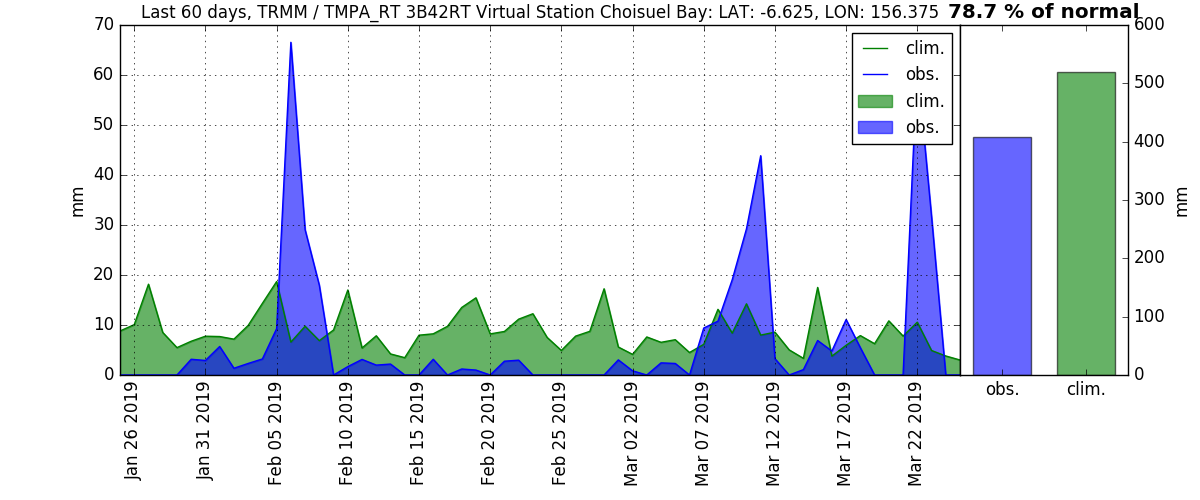 Last 60 days, TRMM / TMPA_RT 3B42RT Virtual Station Choisuel Bay: LAT: -6.625, LON: 156.375 78.7 % of normal
70
60
50
40
30
20
10
0
mm
clim.
obs.
clim.
obs.
Jan 26 2019
Jan 31 2019
Feb 05 2019
Feb 10 2019
Feb 15 2019
Feb 20 2019
Feb 25 2019
Mar 02 2019
Mar 07 2019
Mar 12 2019
Mar 17 2019
Mar 22 2019
600
500
400
300
200
100
0
mm
obs.
clim.